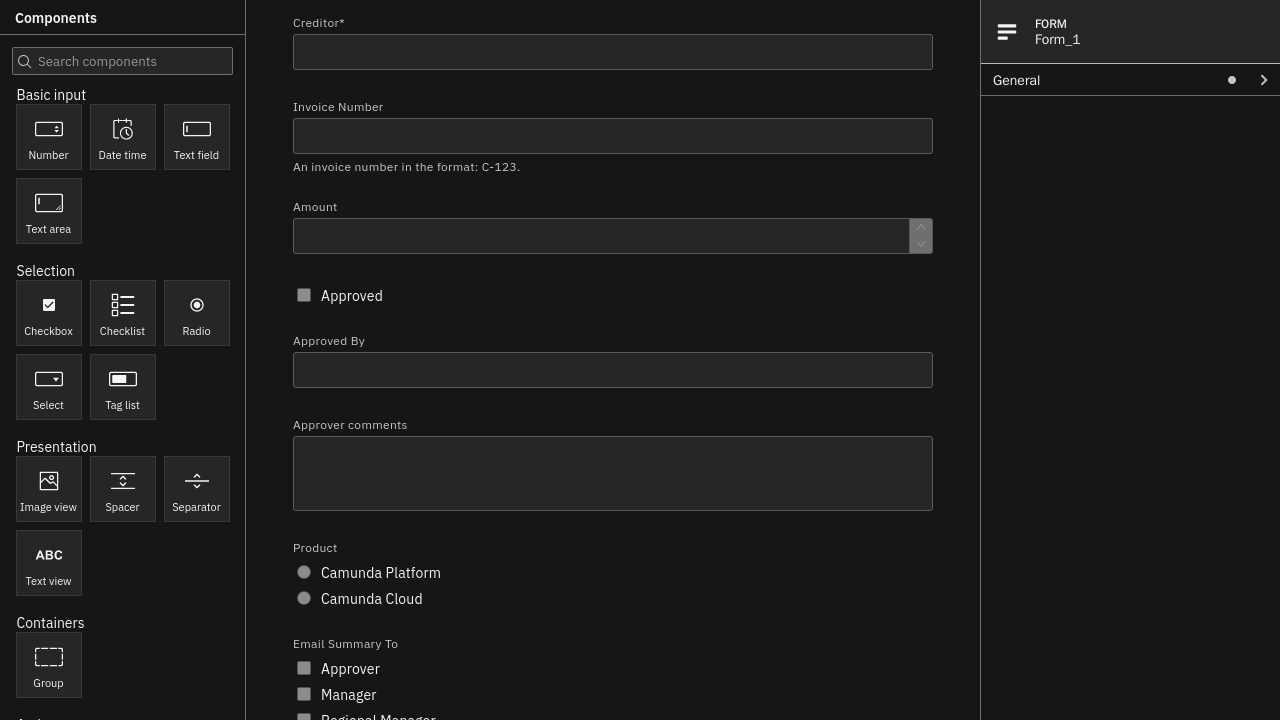 Components
Search components
Basic input
Number
Date time
Text field
Text area
Selection
Checkbox
Checklist
Radio
Select
Tag list
Presentation
Image view
Spacer
Separator
ABC
Text view
Containers
Group
Creditor*
Invoice Number
An invoice number in the format: C-123.
Amount
Approved
Approved By
Approver comments
Product
Camunda Platform
Camunda Cloud
Email Summary To
Approver
Manager
Regional Manager
FORM
Form_1
General